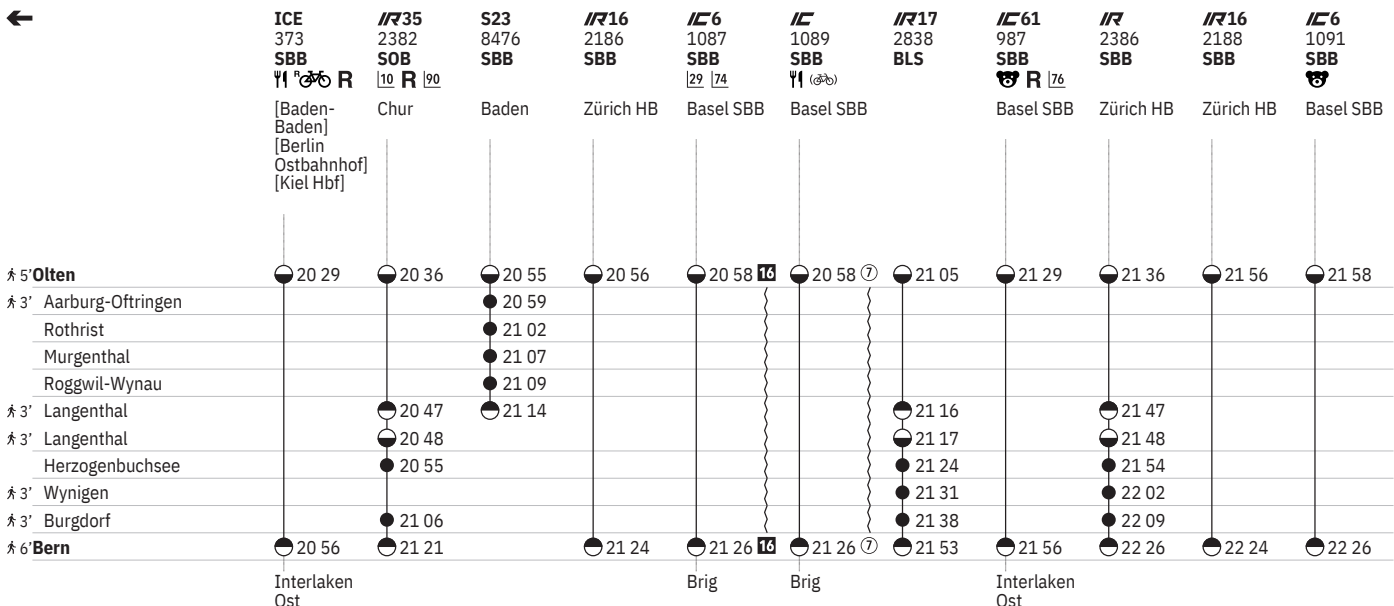 ICE IR35 S23 IR16 IC6 IC IR17 IC61 IR IR16 IC6
373 2382 8476 2186 1087 1089 2838 987 2386 2188 1091
SBB SOB SBB SBB SBB SBB BLS SBB SBB SBB SBB
R R 10 R 90 29 74 R 76
[Baden- Chur Baden Zürich HB Basel SBB Basel SBB Basel SBB Zürich HB Zürich HB Basel SBB
Baden]
[Berlin
Ostbahnhof]
[Kiel Hbf]
5' Olten 20 29 20 36 20 55 20 56 20 58 16 20 58 7 21 05 21 29 21 36 21 56 21 58
3' Aarburg-Oftringen 20 59
Rothrist 21 02
Murgenthal 21 07
Roggwil-Wynau 21 09
3' Langenthal 20 47 21 14 21 16 21 47
3' Langenthal 20 48 21 17 21 48
Herzogenbuchsee 20 55 21 24 21 54
3' Wynigen 21 31 22 02
3' Burgdorf 21 06 21 38 22 09
6' Bern 20 56 21 21 21 24 21 26 16 21 26 7 21 53 21 56 22 26 22 24 22 26
Interlaken Brig Brig Interlaken
Ost Ost